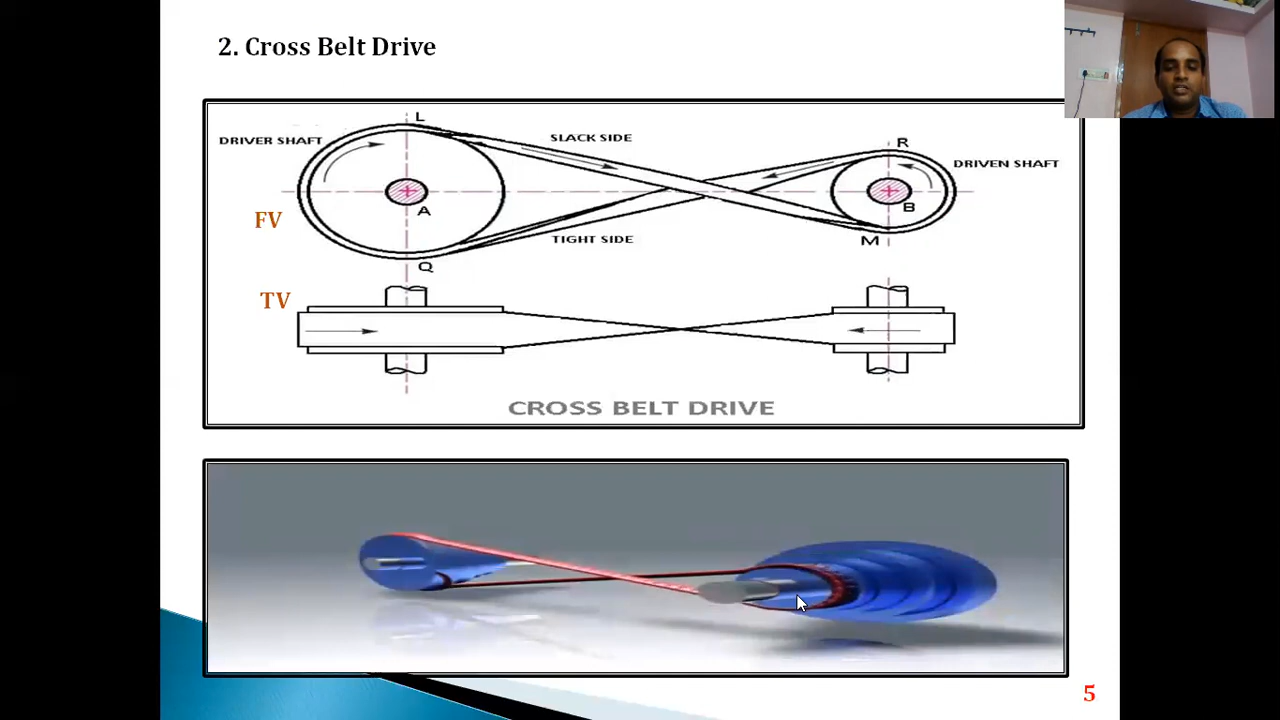 2. Cross Belt Drive
L
DRIVER SHAFT
SLACK SIDE
R
DRIVEN SHAFT
A
B
FV
TIGHT SIDE
M
Q
TV
CROSS BELT DRIVE
5